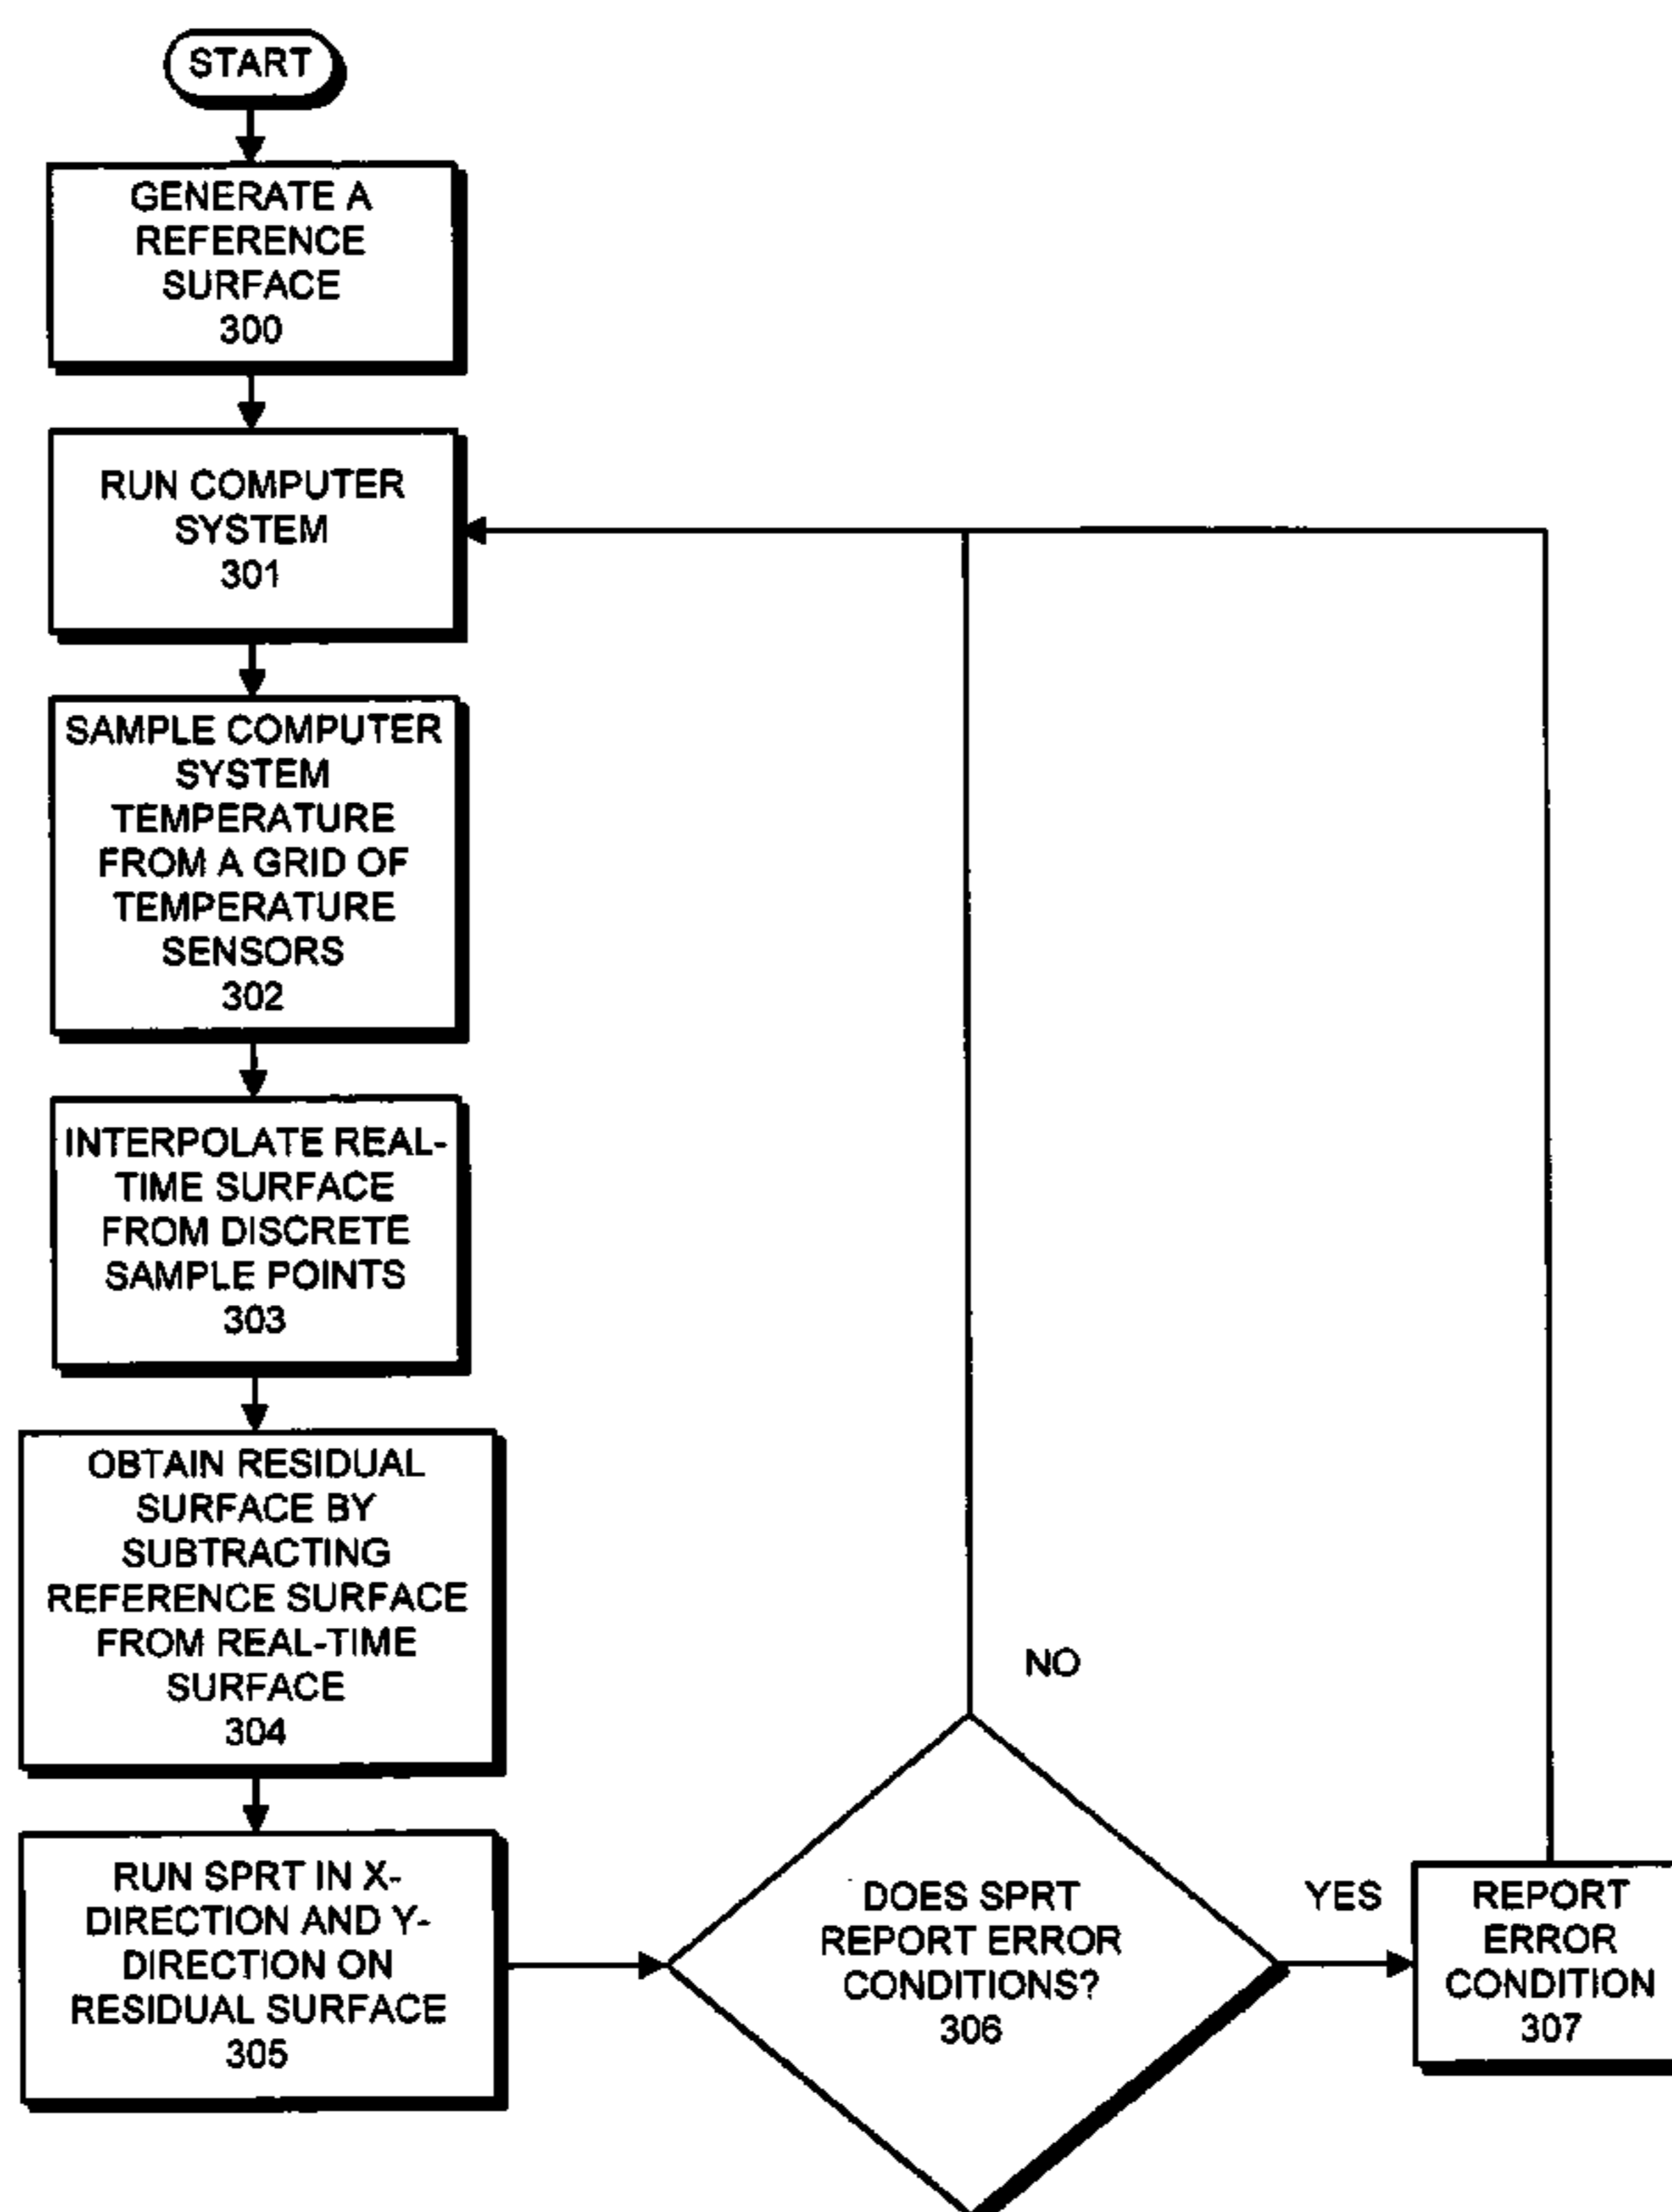 START
GENERATE A
REFERENCE
SURFACE
300
RUN COMPUTER
SYSTEM
301
SAMPLE COMPUTER
SYSTEM
TEMPERATURE
FROM A GRID OF
TEMPERATURE
SENSORS
302
INTERPOLATE REAL-
TIME SURFACE
FROM DISCRETE
SAMPLE POINTS
303
OBTAIN RESIDUAL
SURFACE BY
SUBTRACTING
REFERENCE SURFACE
FROM REAL-TIME
SURFACE
304
RUN SPRT IN X-
DIRECTION AND Y-
DIRECTION ON
RESIDUAL SURFACE
305
NO
DOES SPRT
REPORT ERROR
CONDITIONS?
306
YES
REPORT
ERROR
CONDITION
307